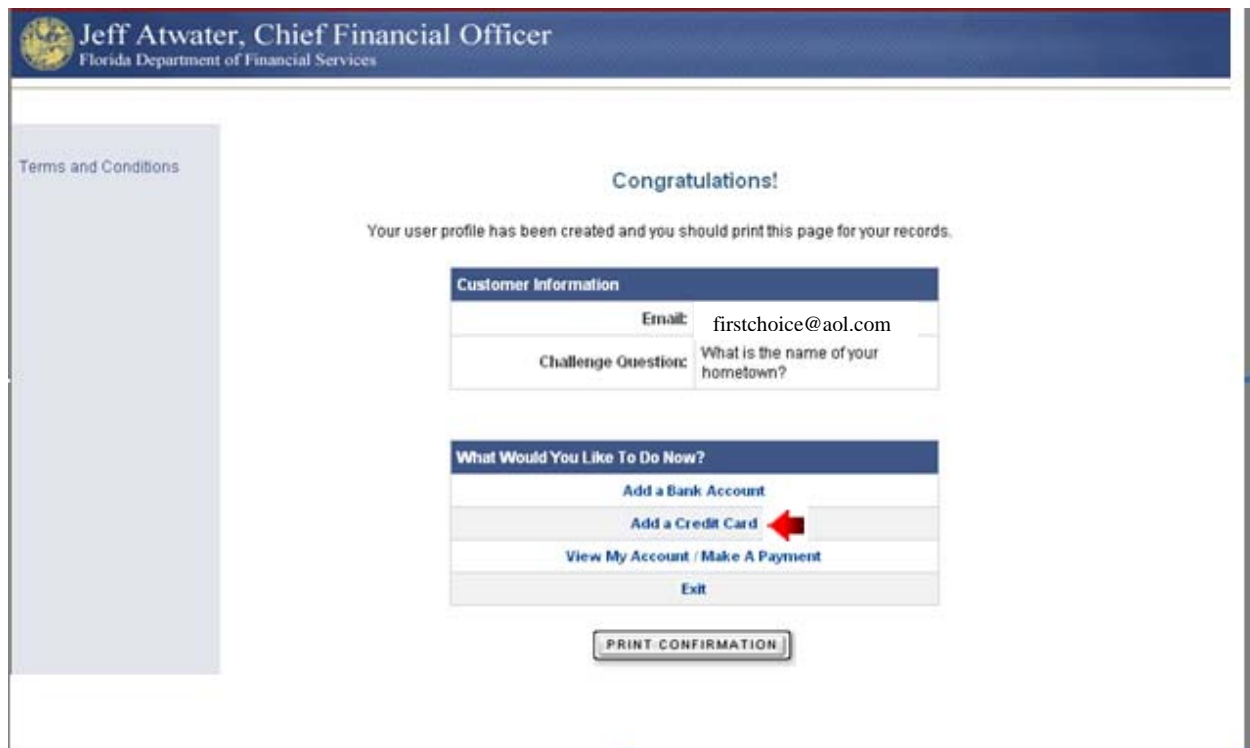 Jeff Atwater, Chief Financial Officer
Florida Department of Financial Services
Terms and Conditions
Congratulations!
Your user profile has been created and you should print this page for your records.
Customer Information
Email: firstchoice@aol.com
Challenge Question: What is the name of your
hometown?
What Would You Like To Do Now?
Add a Bank Account
Add a Credit Card
View My Account / Make A Payment
Exit
PRINT CONFIRMATION